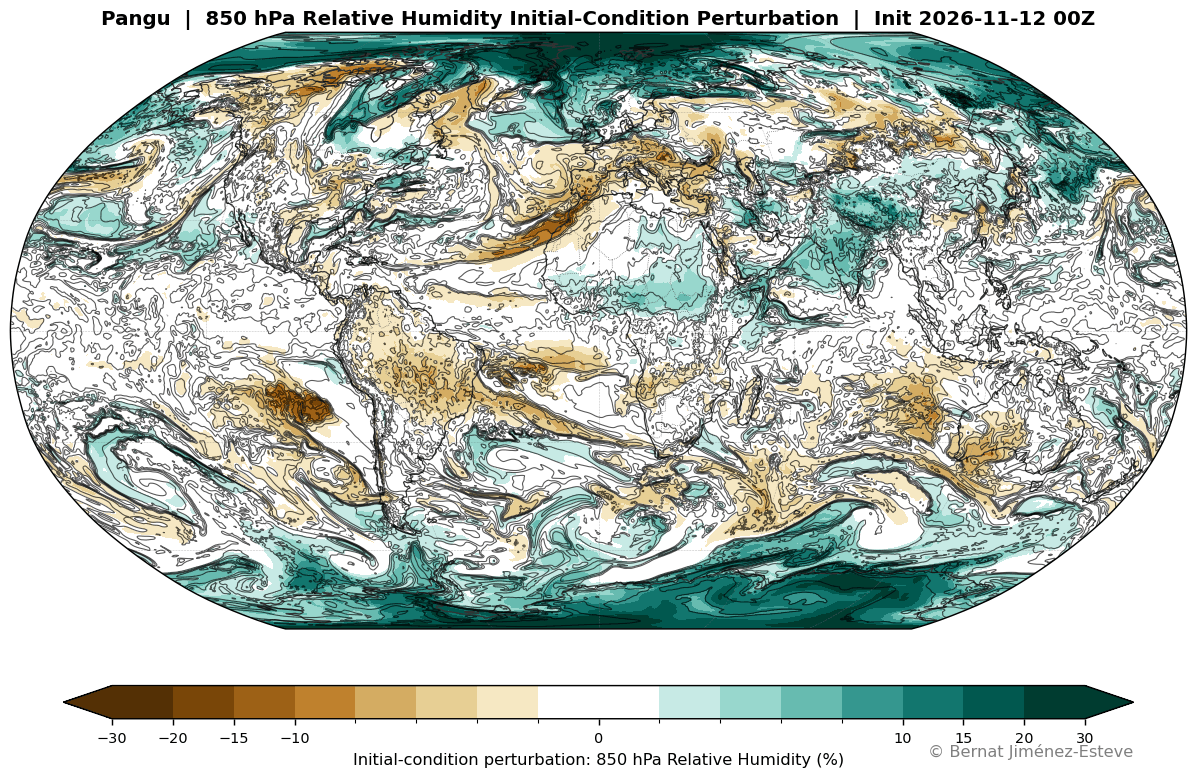 Pangu | 850 hPa Relative Humidity Initial-Condition Perturbation | Init 2026-11-12 00Z
−30 −20 −15 −10 0 10 15 20 30
Initial-condition perturbation: 850 hPa Relative Humidity (%)
© Bernat Jiménez-Esteve